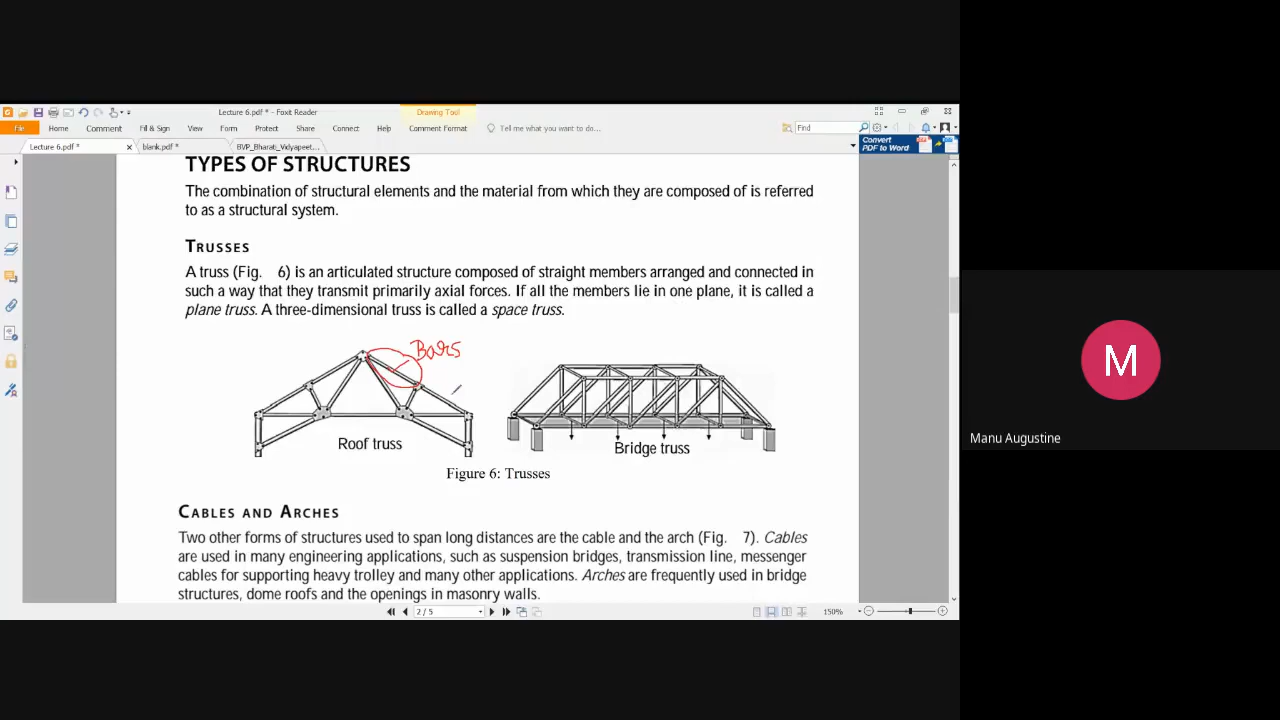 Lecture 6.pdf * - Foxit Reader
Drawing Tool
File Home Comment Fill & Sign View Form Protect Share Connect Help Comment Format Tell me what you want to do...
Find
Lecture 6.pdf * blank.pdf * BVP_Bharati_Vidyapeet...
Convert
PDF to Word
TYPES OF STRUCTURES
The combination of structural elements and the material from which they are composed of is referred
to as a structural system.
TRUSSES
A truss (Fig. 6) is an articulated structure composed of straight members arranged and connected in
such a way that they transmit primarily axial forces. If all the members lie in one plane, it is called a
plane truss. A three-dimensional truss is called a space truss.
Bars
Roof truss
Bridge truss
Figure 6: Trusses
CABLES AND ARCHES
Two other forms of structures used to span long distances are the cable and the arch (Fig. 7). Cables
are used in many engineering applications, such as suspension bridges, transmission line, messenger
cables for supporting heavy trolley and many other applications. Arches are frequently used in bridge
structures, dome roofs and the openings in masonry walls.
2 / 5
150%
M
Manu Augustine